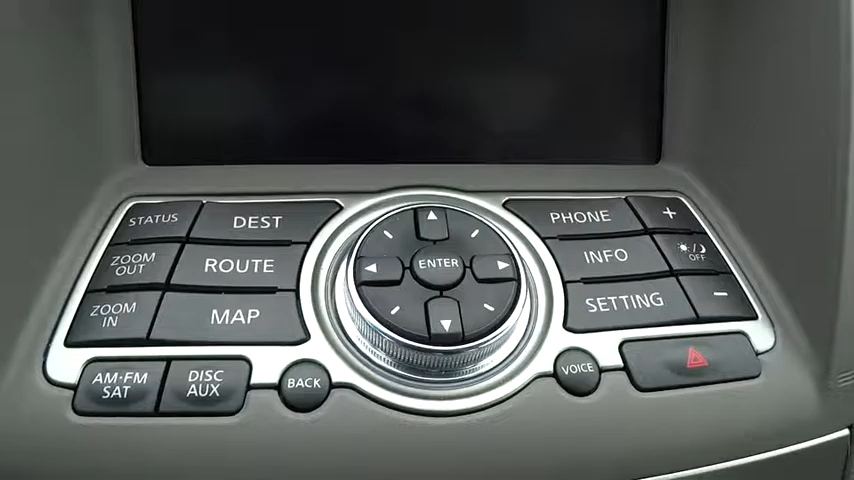 STATUS
DEST
PHONE
+
ZOOM
OUT
ROUTE
ENTER
INFO
OFF
ZOOM
IN
MAP
SETTING
−
AM·FM
SAT
DISC
AUX
BACK
VOICE